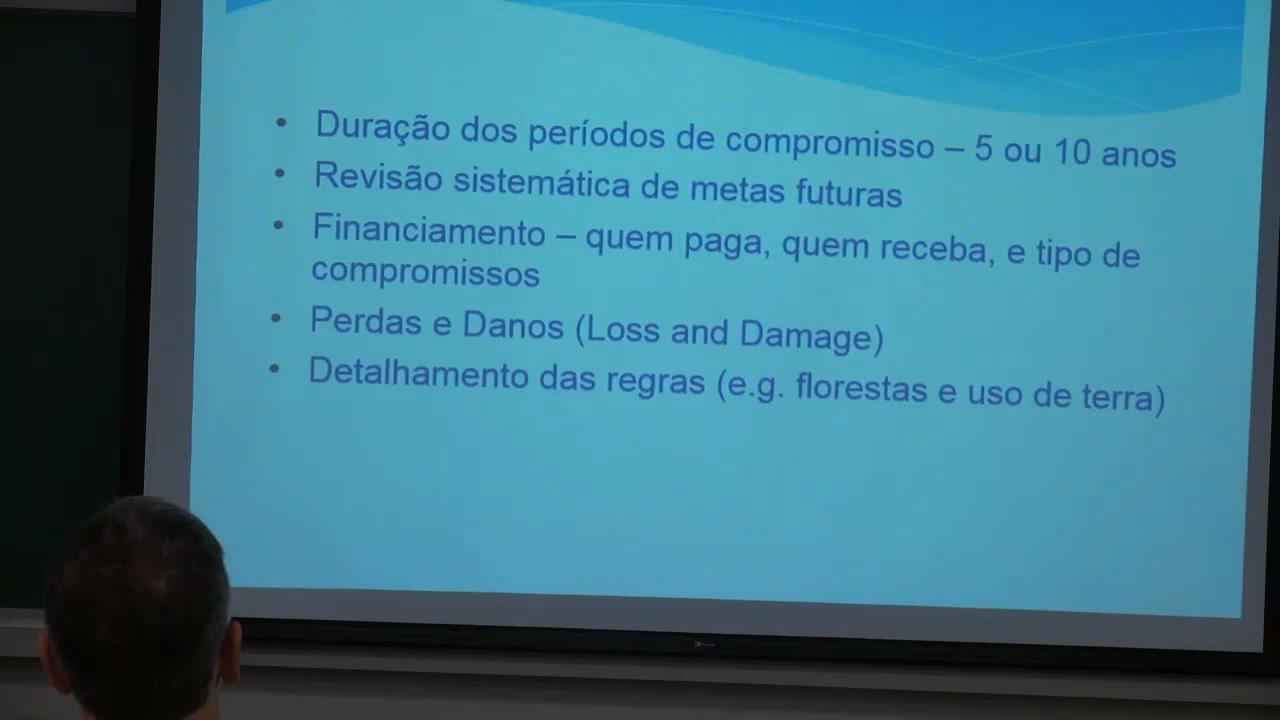 • Duração dos períodos de compromisso – 5 ou 10 anos
• Revisão sistemática de metas futuras
• Financiamento – quem paga, quem receba, e tipo de
compromissos
• Perdas e Danos (Loss and Damage)
• Detalhamento das regras (e.g. florestas e uso de terra)